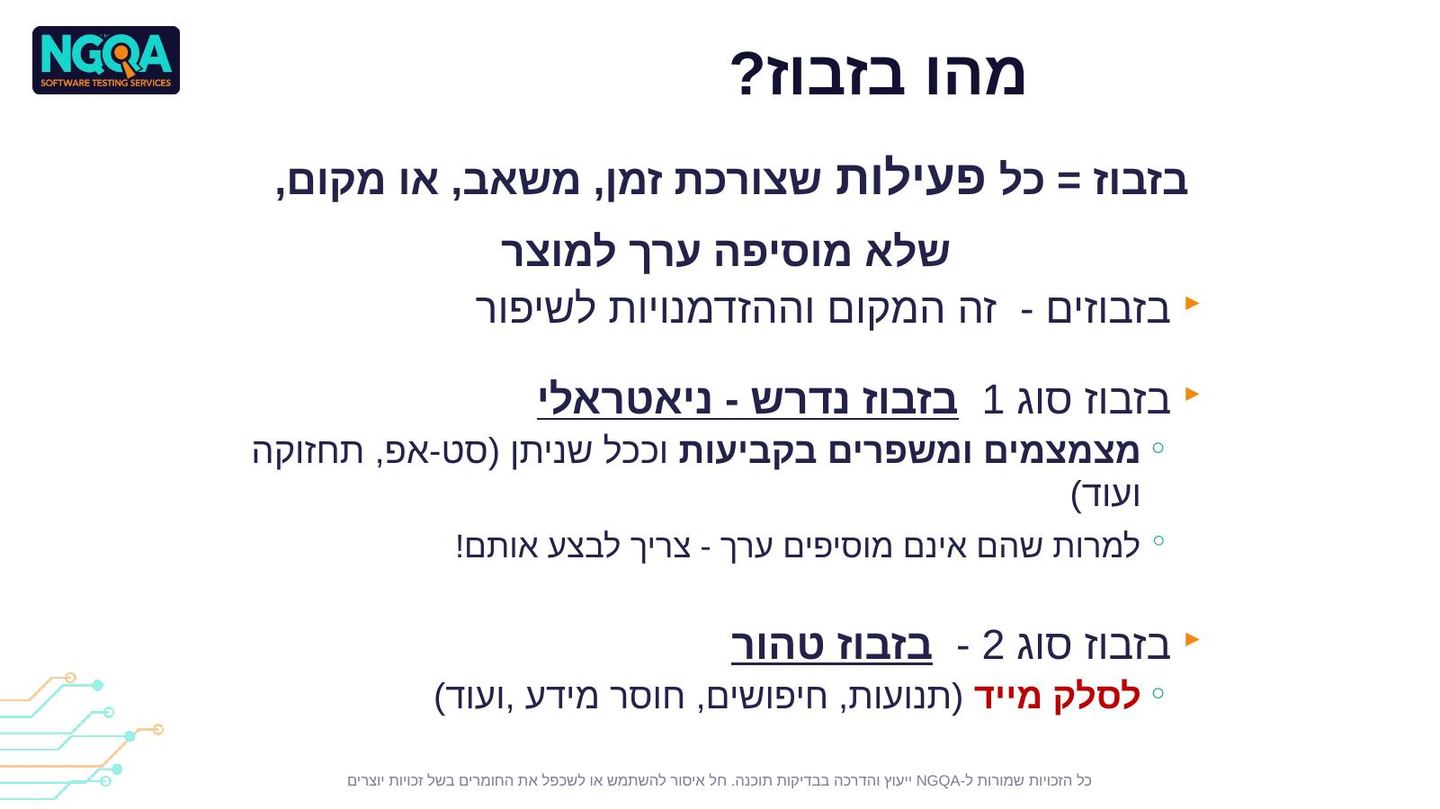 NGQA
SOFTWARE TESTING SERVICES
מהו בזבוז?
בזבוז = כל פעילות שצורכת זמן, משאב, או מקום,
שלא מוסיפה ערך למוצר
בזבוזים - זה המקום וההזדמנויות לשיפור
בזבוז סוג 1 בזבוז נדרש - ניאטראלי
מצמצמים ומשפרים בקביעות וככל שניתן (סט-אפ, תחזוקה
ועוד)
למרות שהם אינם מוסיפים ערך - צריך לבצע אותם!
בזבוז סוג 2 - בזבוז טהור
לסלק מייד (תנועות, חיפושים, חוסר מידע ,ועוד)
כל הזכויות שמורות ל-NGQA ייעוץ והדרכה בבדיקות תוכנה. חל איסור להשתמש או לשכפל את החומרים בשל זכויות יוצרים